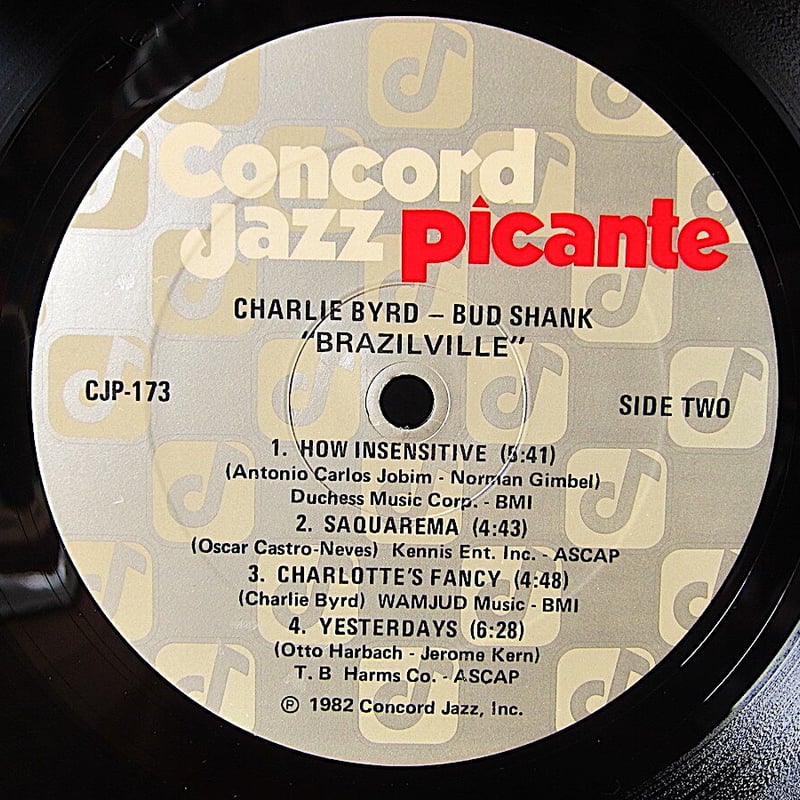 Concord
Jazz Picante
CHARLIE BYRD – BUD SHANK
"BRAZILVILLE"
CJP-173
SIDE TWO
1. HOW INSENSITIVE (5:41)
(Antonio Carlos Jobim - Norman Gimbel)
Duchess Music Corp. - BMI
2. SAQUAREMA (4:43)
(Oscar Castro-Neves) Kennis Ent. Inc. - ASCAP
3. CHARLOTTE'S FANCY (4:48)
(Charlie Byrd) WAMJUD Music - BMI
4. YESTERDAYS (6:28)
(Otto Harbach - Jerome Kern)
T. B Harms Co. - ASCAP
℗ 1982 Concord Jazz, Inc.